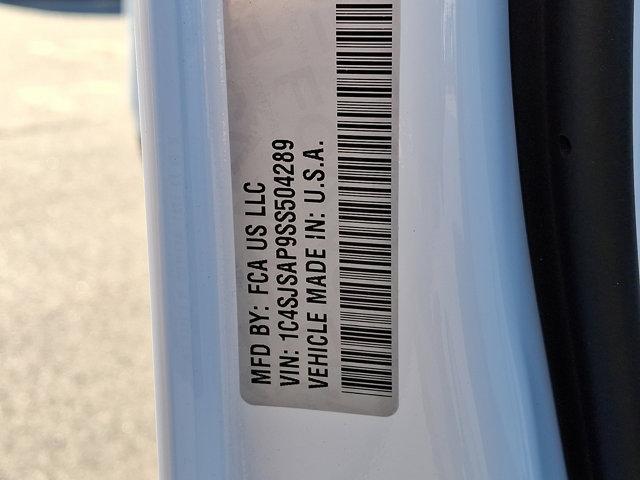 MFD BY: FCA US LLC
VIN: 1C4SJSAP9SS504289
VEHICLE MADE IN: U.S.A.